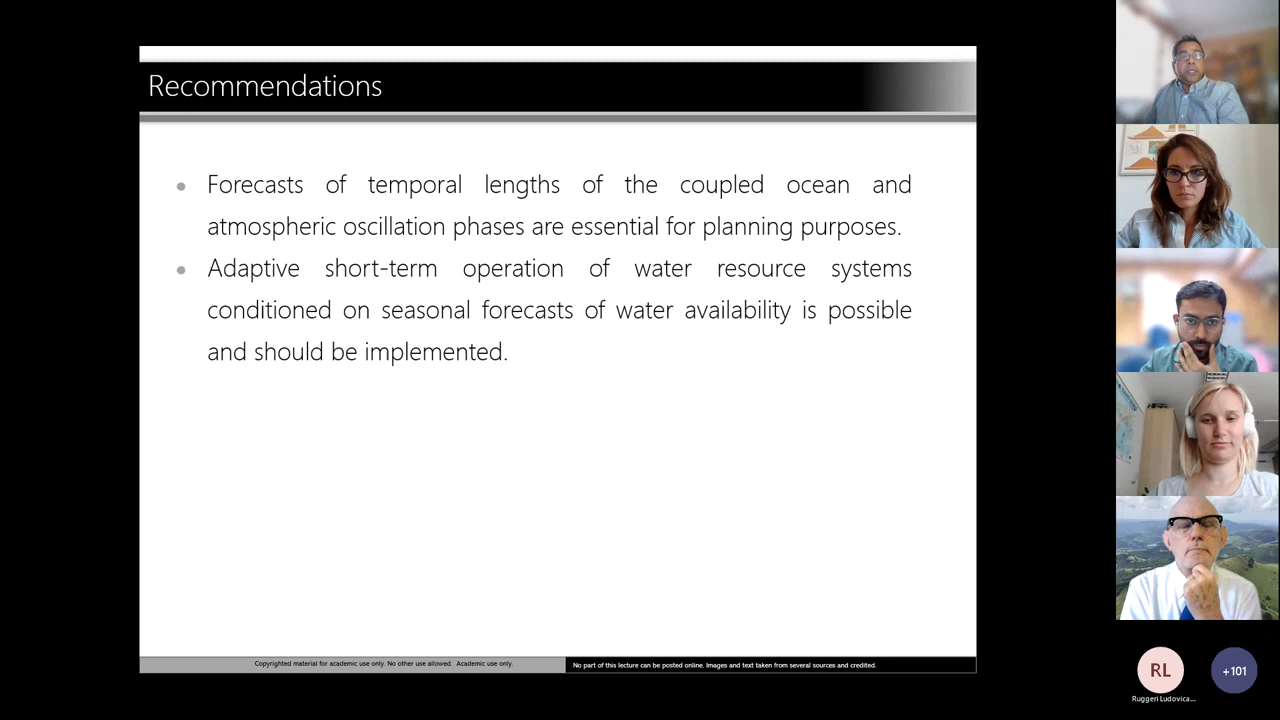 Recommendations
• Forecasts of temporal lengths of the coupled ocean and
atmospheric oscillation phases are essential for planning purposes.
• Adaptive short-term operation of water resource systems
conditioned on seasonal forecasts of water availability is possible
and should be implemented.
Copyrighted material for academic use only. No other use allowed. Academic use only.
No part of this lecture can be posted online. Images and text taken from several sources and credited.
RL
+101
Ruggeri Ludovica...